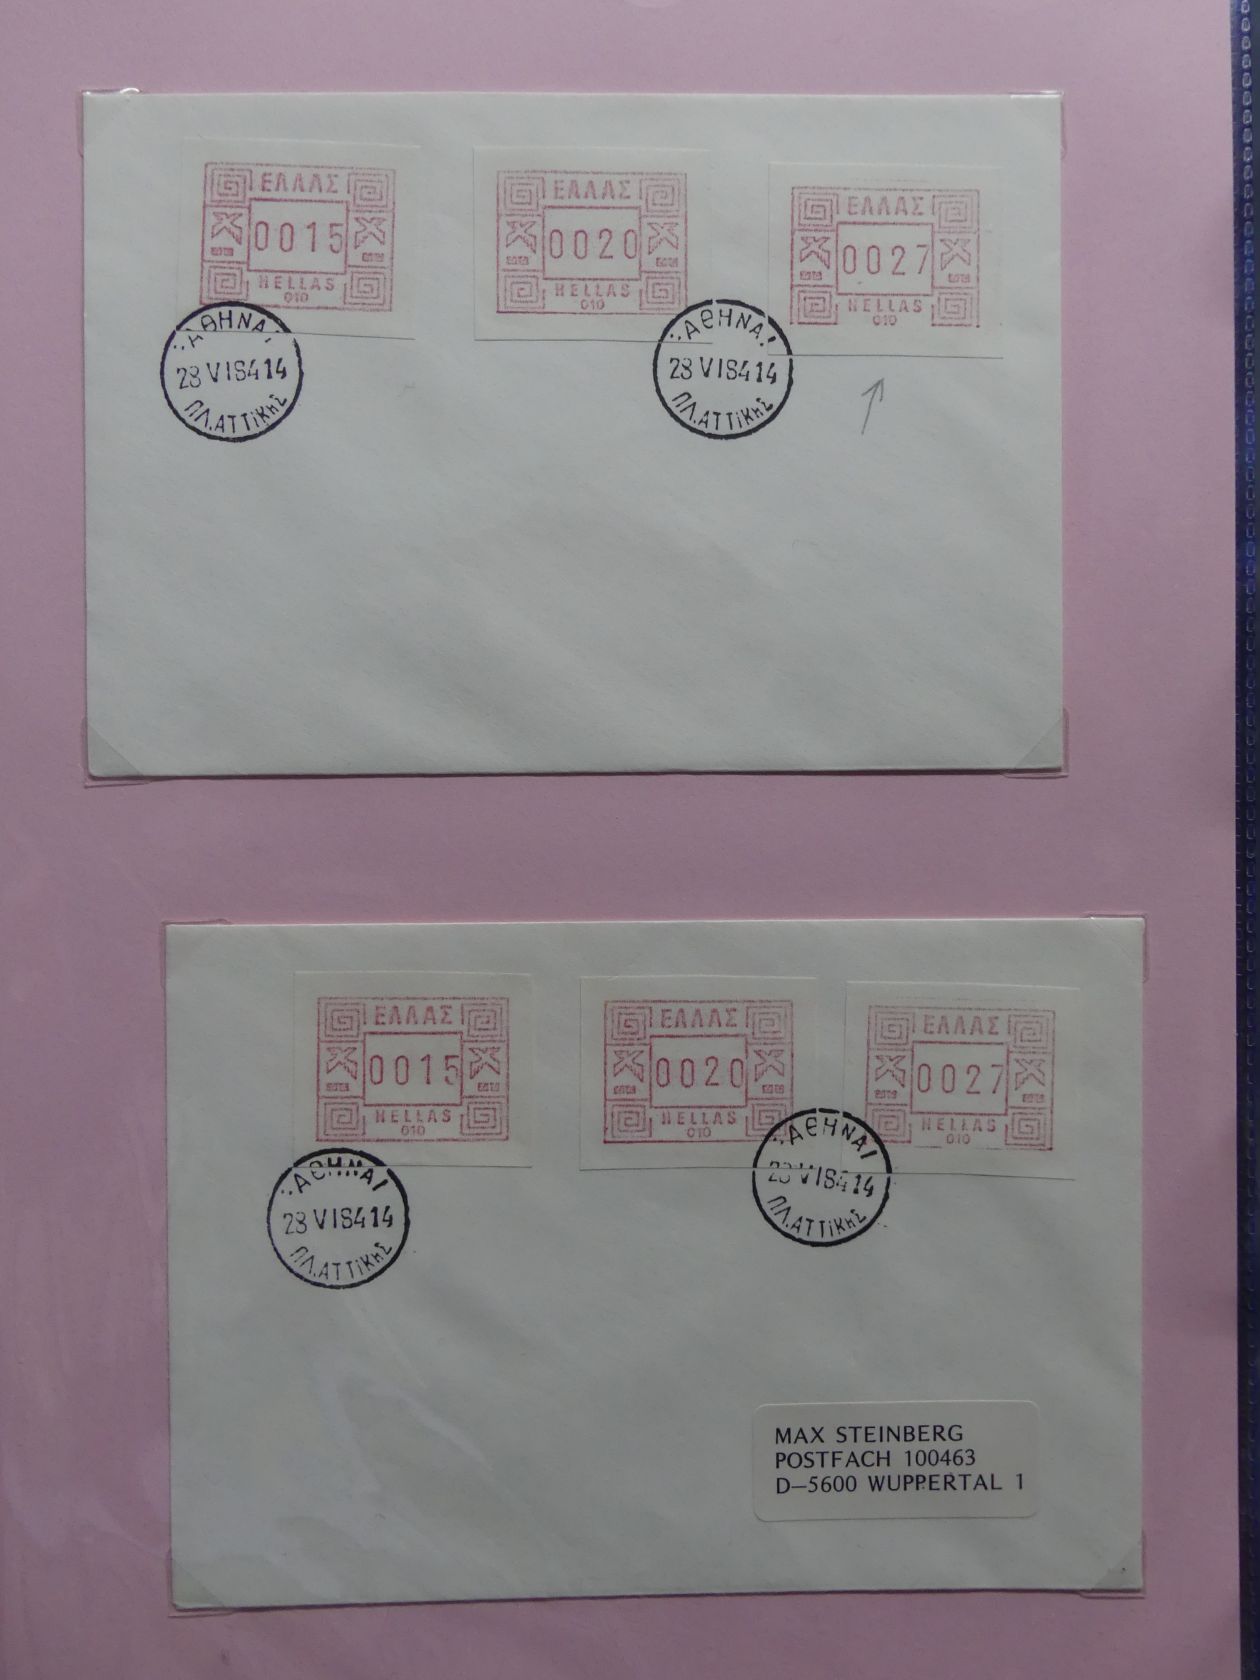 ΕΛΛΑΣ
0015
HELLAS
010
ΕΛΛΑΣ
0020
HELLAS
010
ΕΛΛΑΣ
0027
HELLAS
010
ΑΘΗΝΑΙ
28 VI 84 14
ΠΛ.ΑΤΤΙΚΗΣ
ΑΘΗΝΑΙ
28 VI 84 14
ΠΛ.ΑΤΤΙΚΗΣ
ΕΛΛΑΣ
0015
HELLAS
010
ΕΛΛΑΣ
0020
HELLAS
010
ΕΛΛΑΣ
0027
HELLAS
010
ΑΘΗΝΑΙ
28 VI 84 14
ΠΛ.ΑΤΤΙΚΗΣ
ΑΘΗΝΑΙ
28 VI 84 14
ΠΛ.ΑΤΤΙΚΗΣ
MAX STEINBERG
POSTFACH 100463
D–5600 WUPPERTAL 1